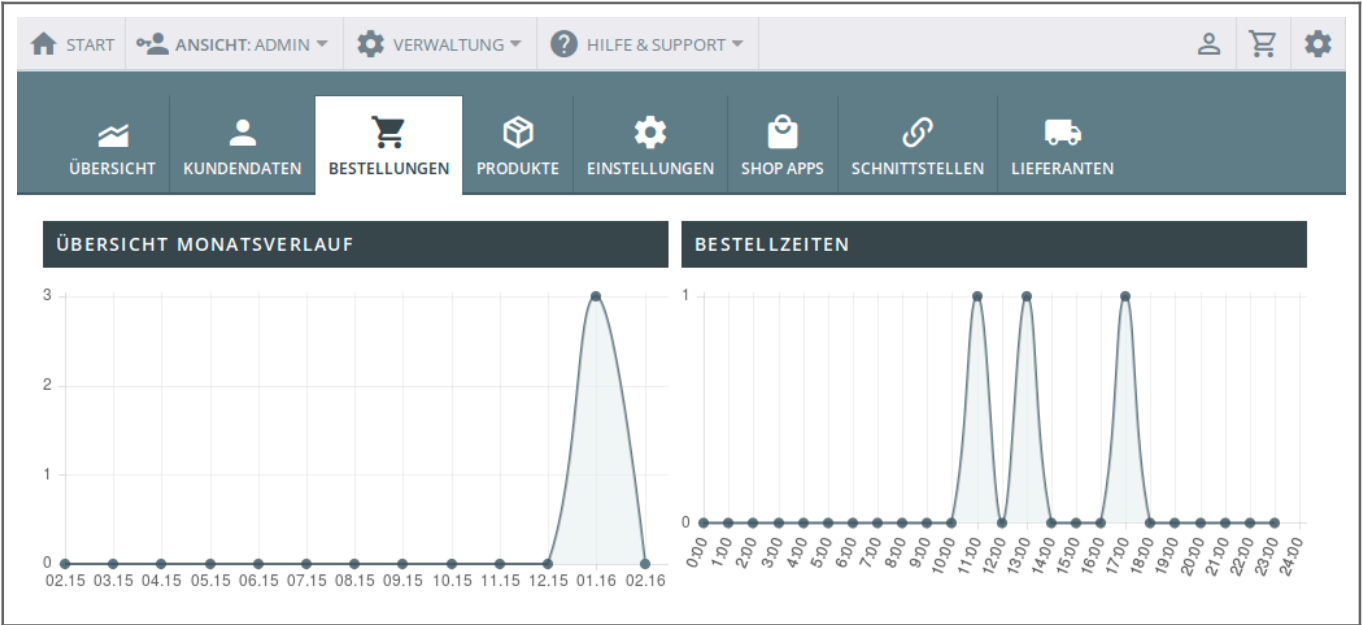 START ANSICHT: ADMIN VERWALTUNG HILFE & SUPPORT
ÜBERSICHT KUNDENDATEN BESTELLUNGEN PRODUKTE EINSTELLUNGEN SHOP APPS SCHNITTSTELLEN LIEFERANTEN
ÜBERSICHT MONATSVERLAUF
3
2
1
0
02.15 03.15 04.15 05.15 06.15 07.15 08.15 09.15 10.15 11.15 12.15 01.16 02.16
BESTELLZEITEN
1
0
0:00 1:00 2:00 3:00 4:00 5:00 6:00 7:00 8:00 9:00 10:00 11:00 12:00 13:00 14:00 15:00 16:00 17:00 18:00 19:00 20:00 21:00 22:00 23:00 24:00